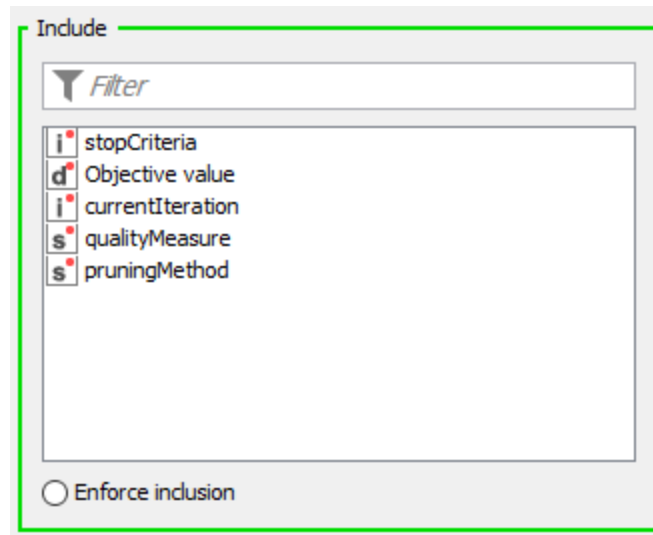 Include
Filter
i stopCriteria
d Objective value
i currentIteration
s qualityMeasure
s pruningMethod
Enforce inclusion